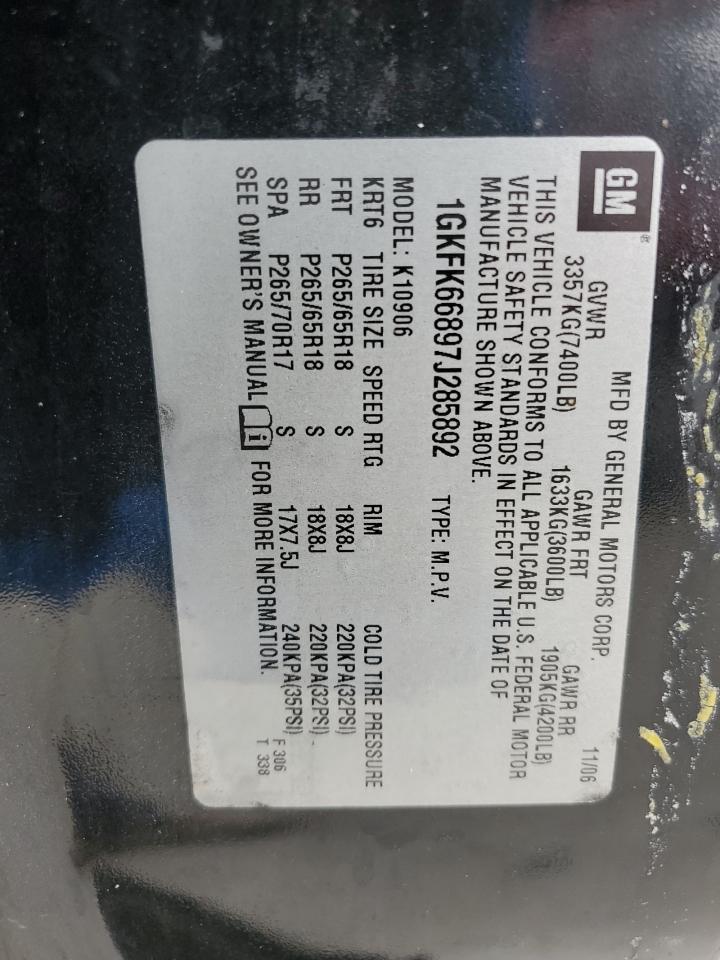 GM®
MFD BY GENERAL MOTORS CORP. 11/06
GVWR GAWR FRT GAWR RR
3357KG(7400LB) 1633KG(3600LB) 1905KG(4200LB)
THIS VEHICLE CONFORMS TO ALL APPLICABLE U.S. FEDERAL MOTOR
VEHICLE SAFETY STANDARDS IN EFFECT ON THE DATE OF
MANUFACTURE SHOWN ABOVE.
1GKFK66897J285892 TYPE: M.P.V.
MODEL: K10906
KRT6 TIRE SIZE SPEED RTG RIM COLD TIRE PRESSURE
FRT P265/65R18 S 18X8J 220KPA(32PSI)
RR P265/65R18 S 18X8J 220KPA(32PSI)
SPA P265/70R17 S 17X7.5J 240KPA(35PSI)
SEE OWNER'S MANUAL FOR MORE INFORMATION.
F 306
T 338